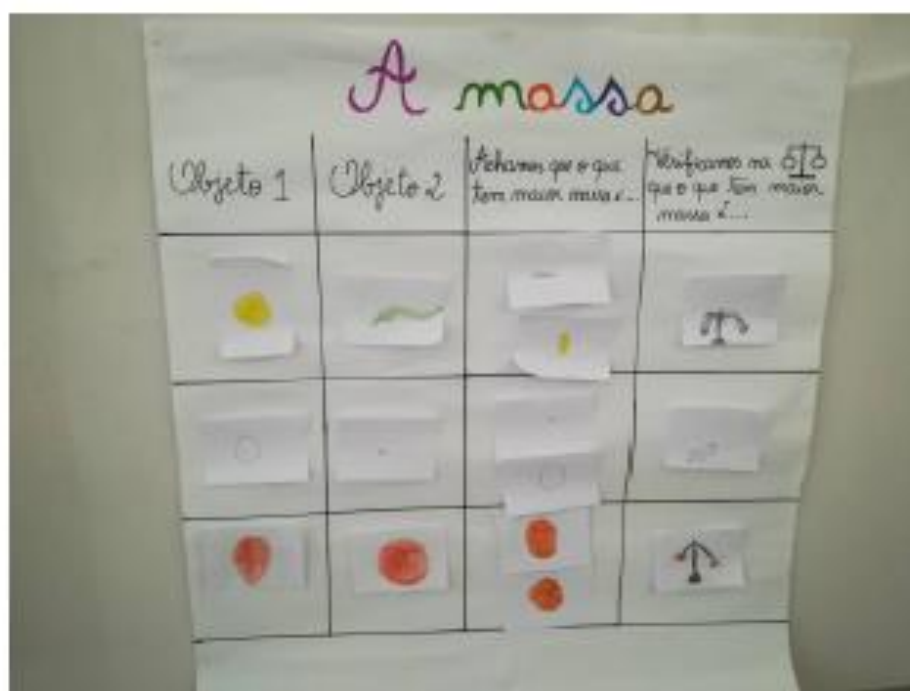 A massa
Objeto 1
Objeto 2
Achamos que o que
tem maior massa é...
Verificamos na
que o que tem maior
massa é...